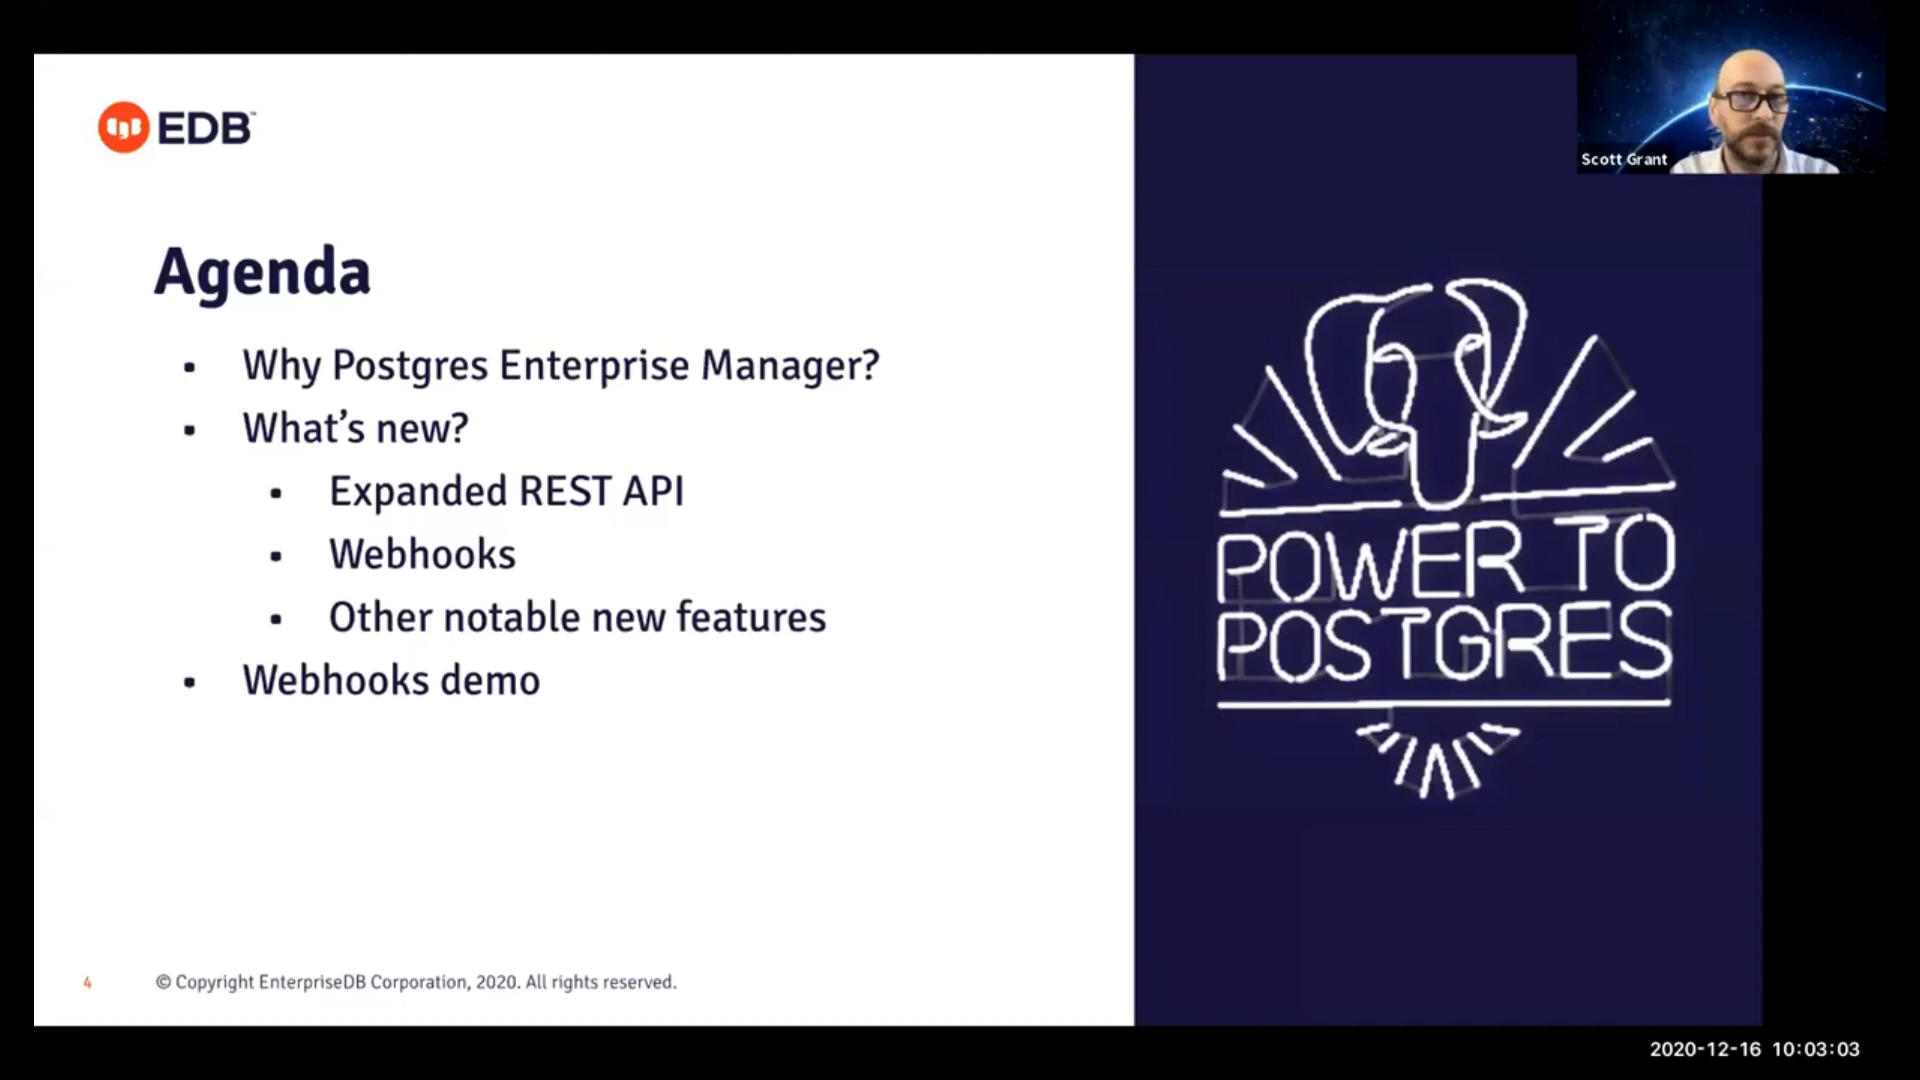 EDB™
Scott Grant
Agenda
▪ Why Postgres Enterprise Manager?
▪ What’s new?
▪ Expanded REST API
▪ Webhooks
▪ Other notable new features
▪ Webhooks demo
POWER TO
POSTGRES
4 © Copyright EnterpriseDB Corporation, 2020. All rights reserved.
2020-12-16 10:03:03